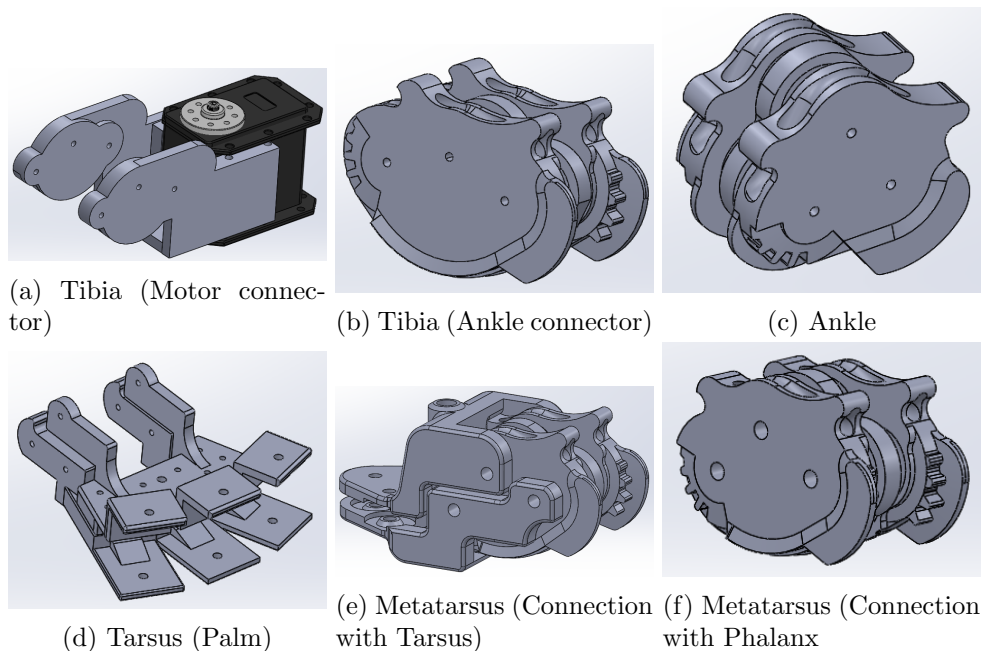 (a) Tibia (Motor connec-
tor)
(b) Tibia (Ankle connector)
(c) Ankle
(d) Tarsus (Palm)
(e) Metatarsus (Connection
with Tarsus)
(f) Metatarsus (Connection
with Phalanx